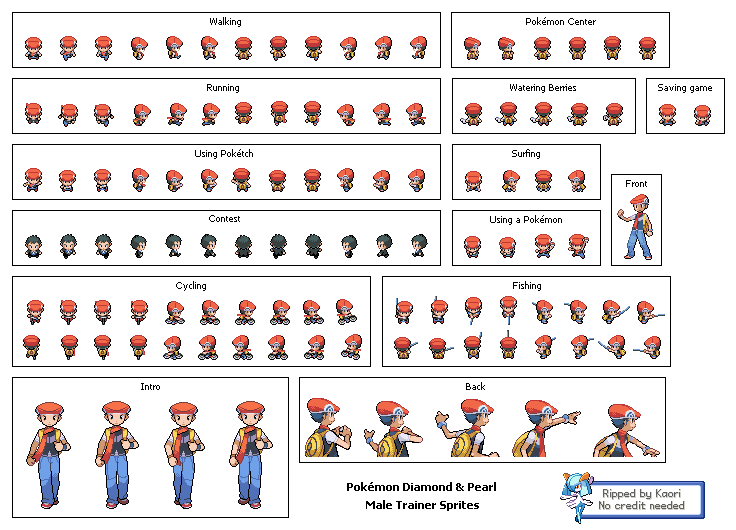 Walking
Pokémon Center
Running
Watering Berries
Saving game
Using Pokétch
Surfing
Front
Contest
Using a Pokémon
Cycling
Fishing
Intro
Back
Pokémon Diamond & Pearl
Male Trainer Sprites
Ripped by Kaori
No credit needed